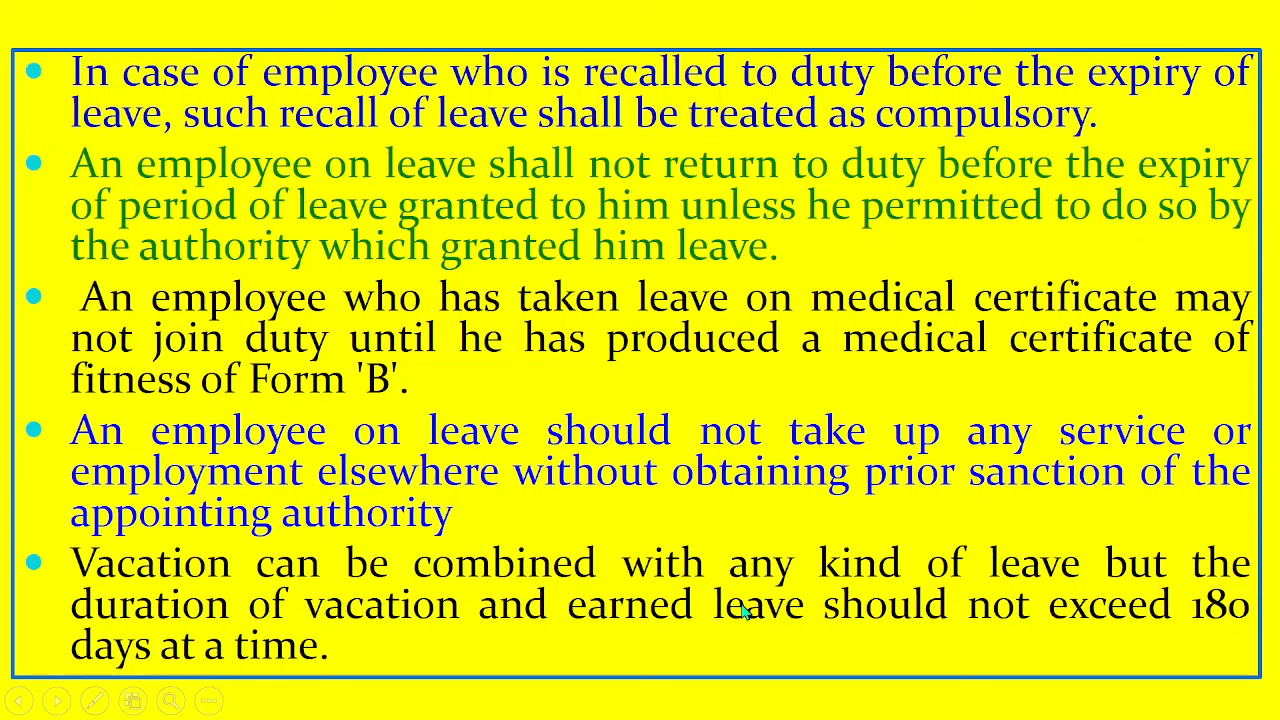 • In case of employee who is recalled to duty before the expiry of
leave, such recall of leave shall be treated as compulsory.
• An employee on leave shall not return to duty before the expiry
of period of leave granted to him unless he permitted to do so by
the authority which granted him leave.
• An employee who has taken leave on medical certificate may
not join duty until he has produced a medical certificate of
fitness of Form 'B'.
• An employee on leave should not take up any service or
employment elsewhere without obtaining prior sanction of the
appointing authority
• Vacation can be combined with any kind of leave but the
duration of vacation and earned leave should not exceed 180
days at a time.